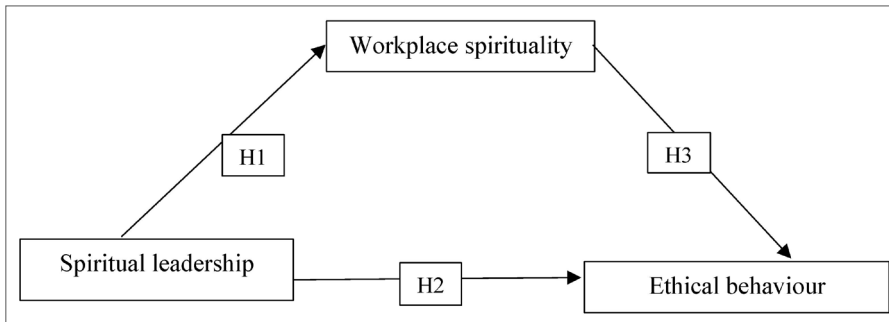 Workplace spirituality
H1
H3
Spiritual leadership
H2
Ethical behaviour